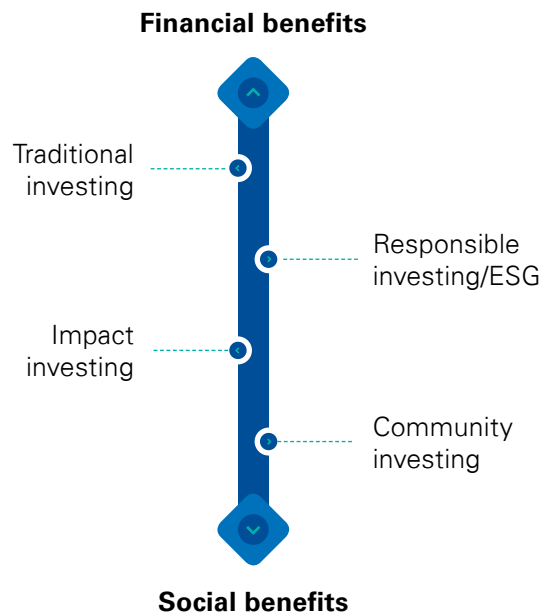 Financial benefits
Traditional
investing
Responsible
investing/ESG
Impact
investing
Community
investing
Social benefits